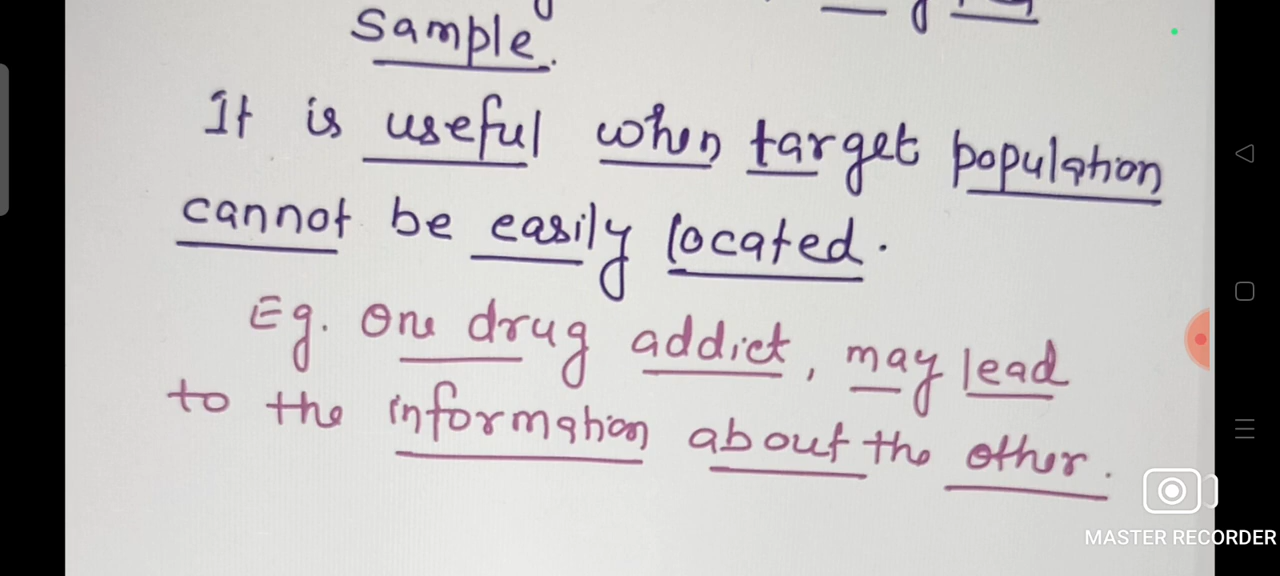 Sample.
It is useful when target population
cannot be easily located.
Eg. One drug addict, may lead
to the information about the other.
MASTER RECORDER